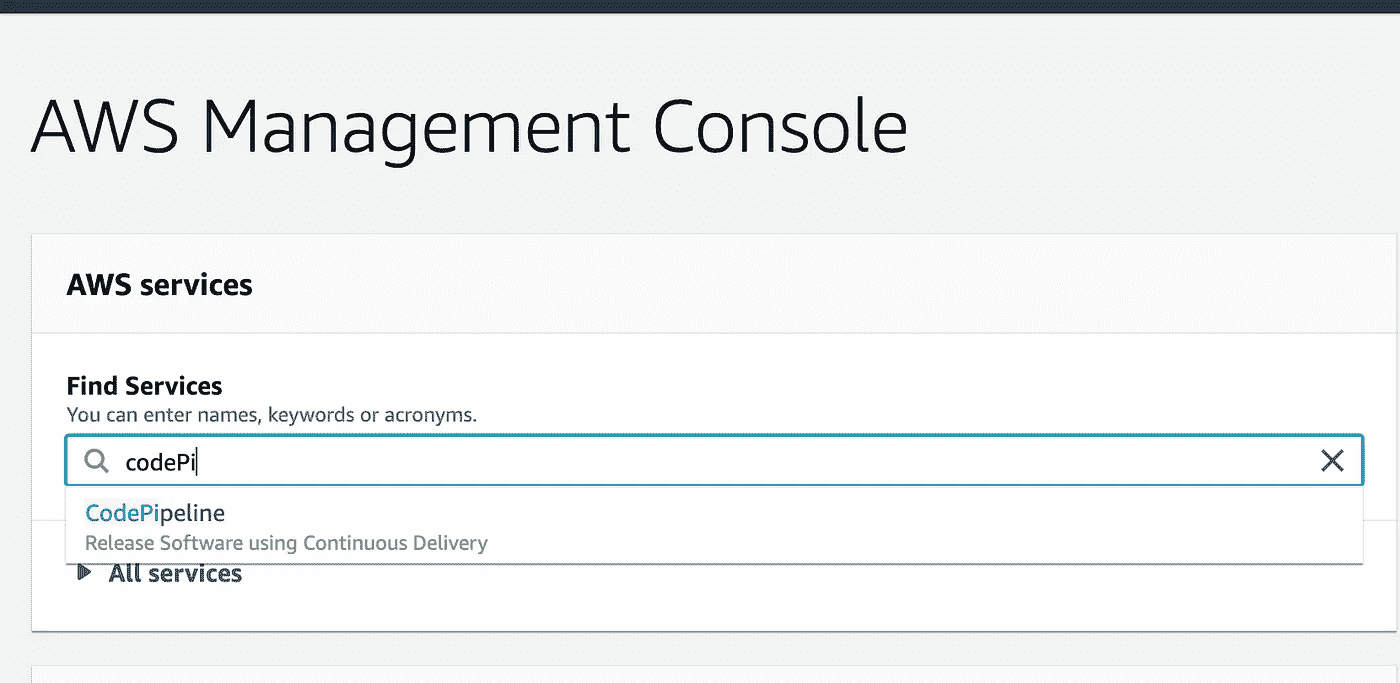 AWS Management Console
AWS services
Find Services
You can enter names, keywords or acronyms.
codePi
CodePipeline
Release Software using Continuous Delivery
All services